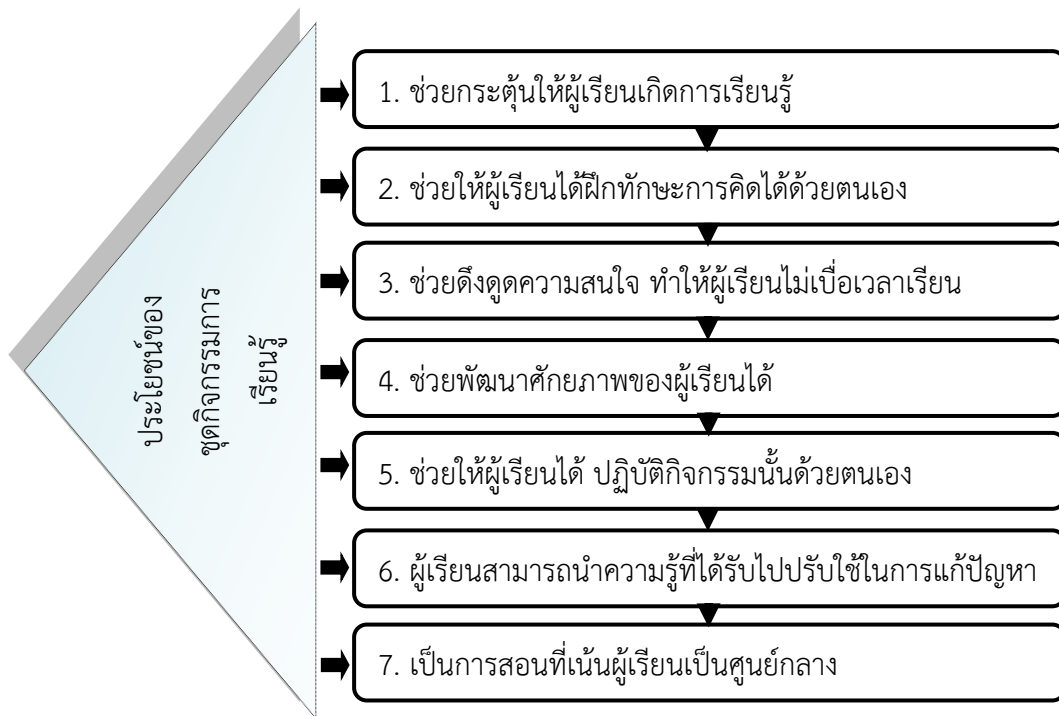 ประโยชน์ของ
ชุดกิจกรรมการ
เรียนรู้
1. ช่วยกระตุ้นให้ผู้เรียนเกิดการเรียนรู้
2. ช่วยให้ผู้เรียนได้ฝึกทักษะการคิดได้ด้วยตนเอง
3. ช่วยดึงดูดความสนใจ ทำให้ผู้เรียนไม่เบื่อเวลาเรียน
4. ช่วยพัฒนาศักยภาพของผู้เรียนได้
5. ช่วยให้ผู้เรียนได้ ปฏิบัติกิจกรรมนั้นด้วยตนเอง
6. ผู้เรียนสามารถนำความรู้ที่ได้รับไปปรับใช้ในการแก้ปัญหา
7. เป็นการสอนที่เน้นผู้เรียนเป็นศูนย์กลาง